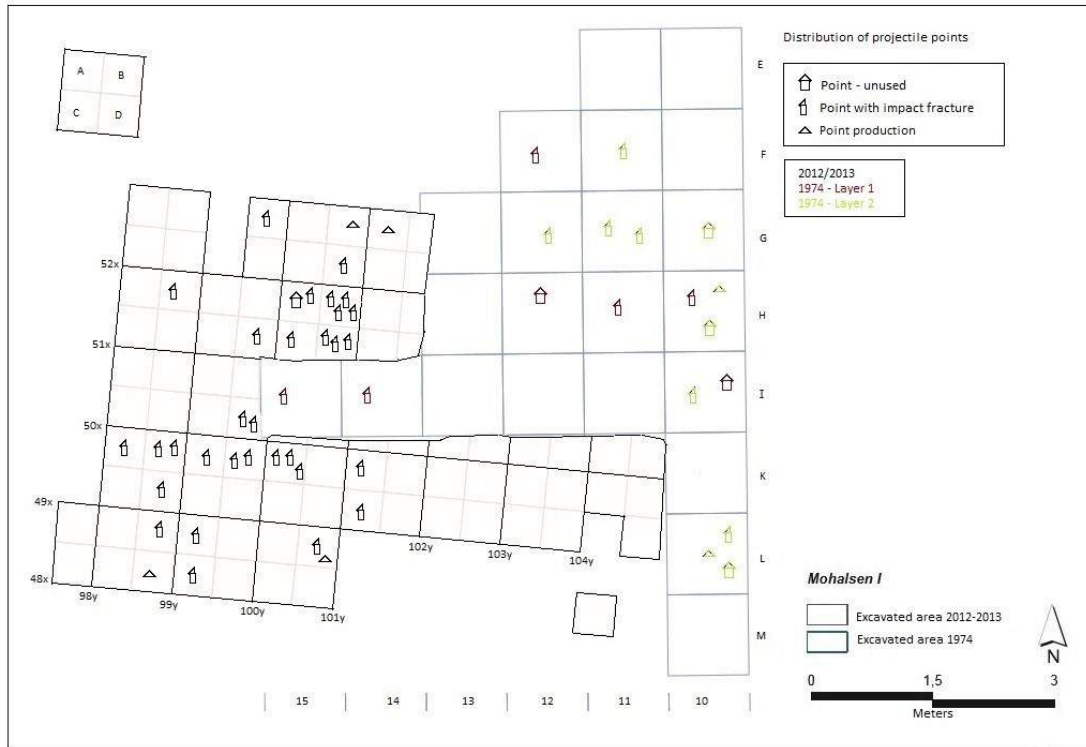 Distribution of projectile points
Point - unused
Point with impact fracture
Point production
2012/2013
1974 - Layer 1
1974 - Layer 2
A B
C D
E
F
G
H
I
K
L
M
52x
51x
50x
49x
48x
98y 99y 100y 101y
102y 103y 104y
15 14 13 12 11 10
Mohalsen I
Excavated area 2012-2013
Excavated area 1974
N
0 1,5 3
Meters